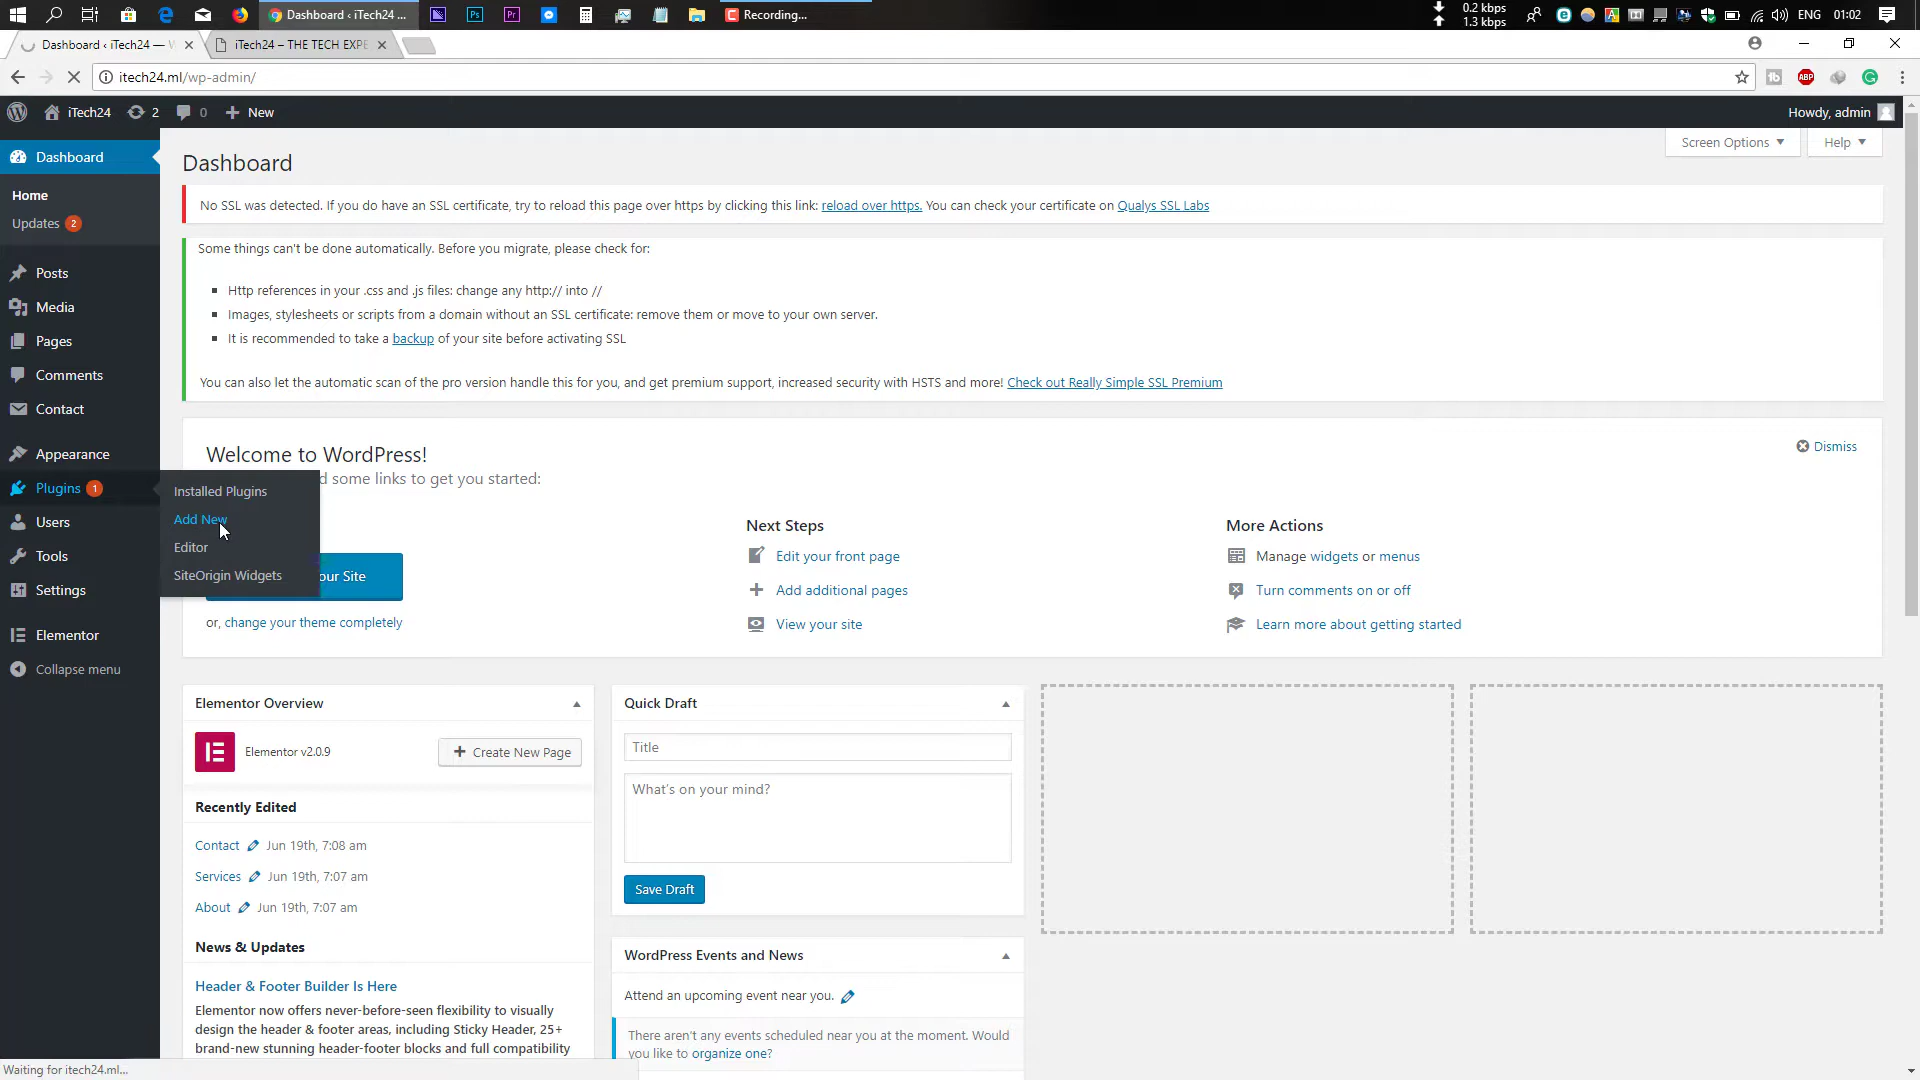 Dashboard ‹ iTech24 ...
Ps
Pr
Recording...
0.2 kbps
1.3 kbps
ENG
01:02
Dashboard ‹ iTech24 — W
iTech24 – THE TECH EXPE
itech24.ml/wp-admin/
ABP
iTech24
2
0
New
Howdy, admin
Dashboard
Home
Updates 2
Posts
Media
Pages
Comments
Contact
Appearance
Plugins 1
Users
Tools
Settings
Elementor
Collapse menu
Installed Plugins
Add New
Editor
SiteOrigin Widgets
Screen Options
Help
Dashboard
No SSL was detected. If you do have an SSL certificate, try to reload this page over https by clicking this link: reload over https. You can check your certificate on Qualys SSL Labs
Some things can't be done automatically. Before you migrate, please check for:
Http references in your .css and .js files: change any http:// into //
Images, stylesheets or scripts from a domain without an SSL certificate: remove them or move to your own server.
It is recommended to take a backup of your site before activating SSL
You can also let the automatic scan of the pro version handle this for you, and get premium support, increased security with HSTS and more! Check out Really Simple SSL Premium
Welcome to WordPress!
Dismiss
d some links to get you started:
our Site
or, change your theme completely
Next Steps
Edit your front page
Add additional pages
View your site
More Actions
Manage widgets or menus
Turn comments on or off
Learn more about getting started
Elementor Overview
Elementor v2.0.9
Create New Page
Recently Edited
Contact Jun 19th, 7:08 am
Services Jun 19th, 7:07 am
About Jun 19th, 7:07 am
News & Updates
Header & Footer Builder Is Here
Elementor now offers never-before-seen flexibility to visually
design the header & footer areas, including Sticky Header, 25+
brand-new stunning header-footer blocks and full compatibility
Quick Draft
Title
What's on your mind?
Save Draft
WordPress Events and News
Attend an upcoming event near you.
There aren't any events scheduled near you at the moment. Would
you like to organize one?
Waiting for itech24.ml...